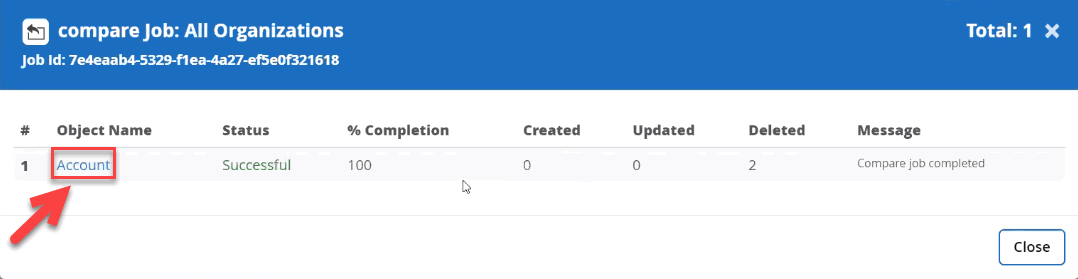 compare Job: All Organizations Total: 1
Job Id: 7e4eaab4-5329-f1ea-4a27-ef5e0f321618
# Object Name Status % Completion Created Updated Deleted Message
1 Account Successful 100 0 0 2 Compare job completed
Close